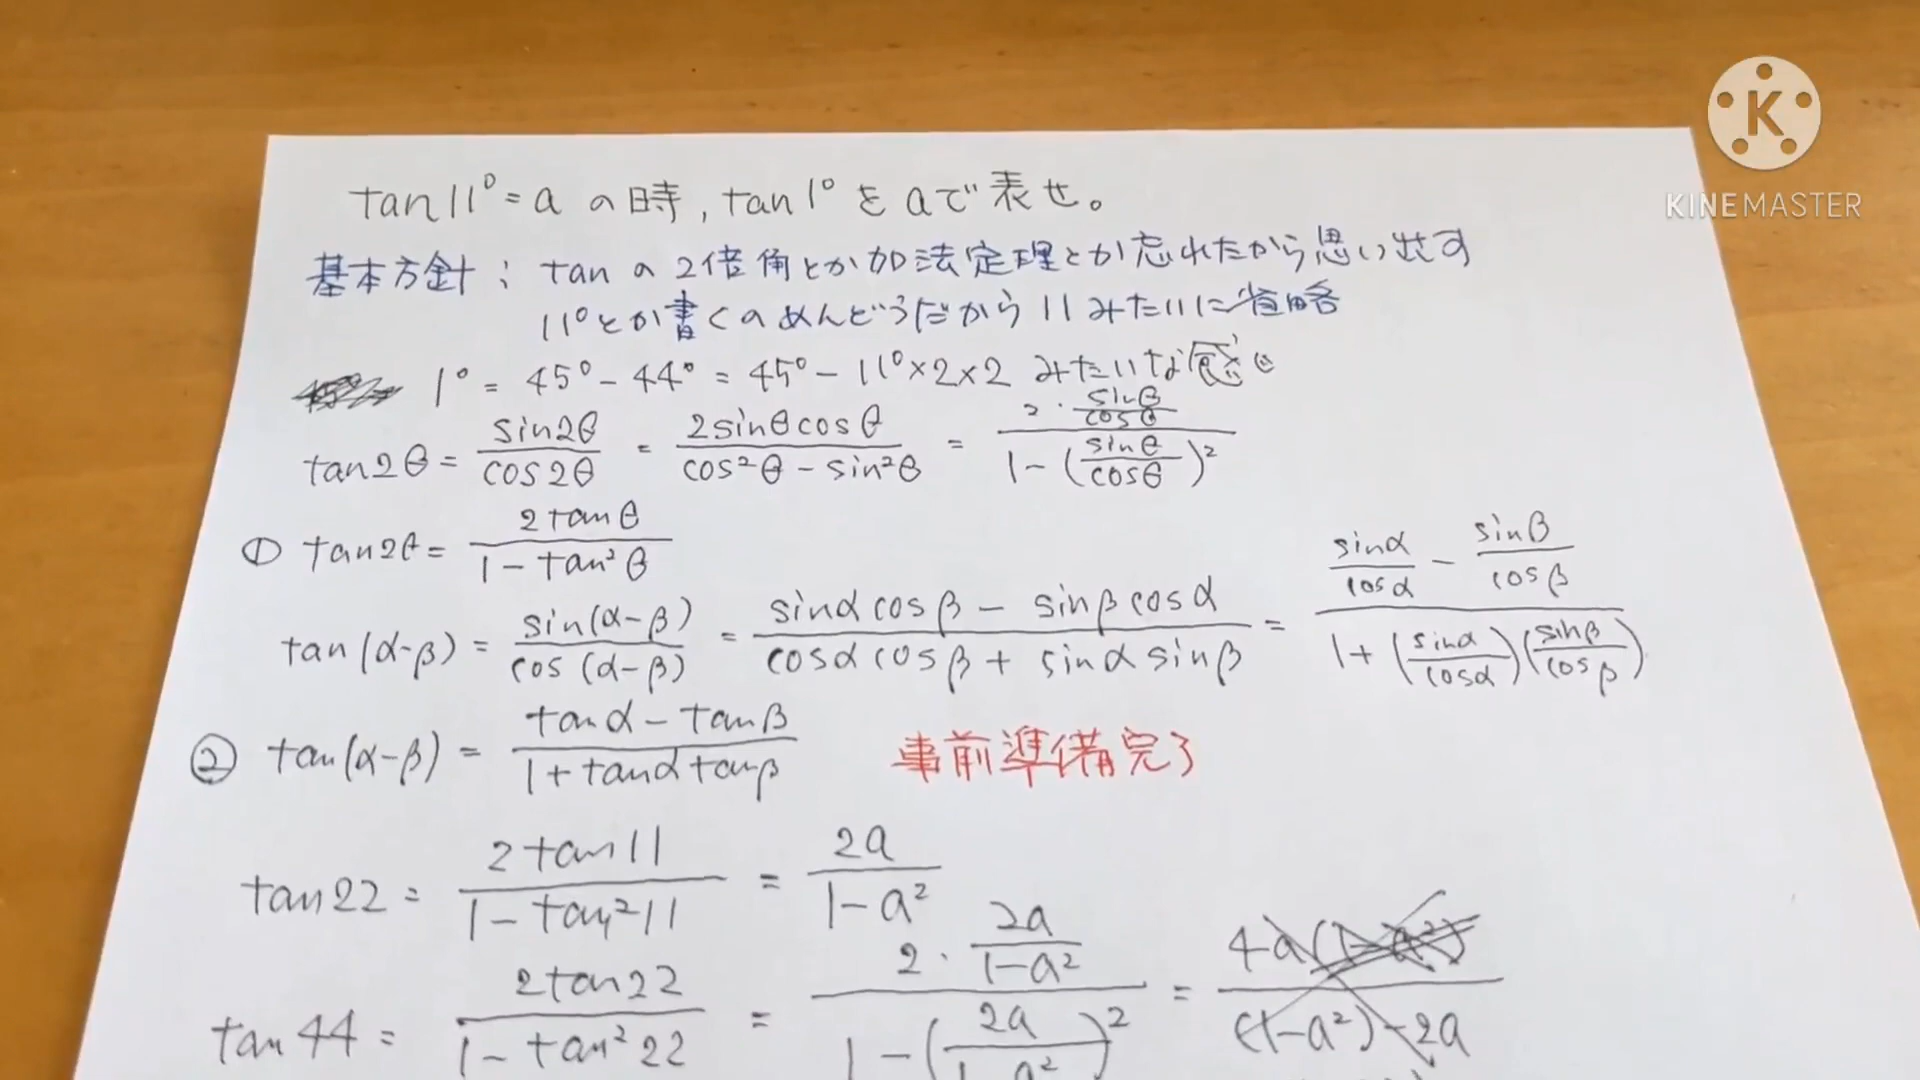 K
KINEMASTER
tan11°=a の時,tan1°をaで表せ。
基本方針; tanの2倍角とか加法定理とか忘れたから思い出す
11°とか書くのめんどうだから11みたいに省略
1° = 45° - 44° = 45° - 11°×2×2 みたいな感じ
tan2θ = sin2θ/cos2θ = 2sinθcosθ/(cos²θ - sin²θ) = (2・sinθ/cosθ)/(1-(sinθ/cosθ)²)
① tan2θ = 2tanθ/(1-tan²θ)
tan(α-β) = sin(α-β)/cos(α-β) = (sinαcosβ - sinβcosα)/(cosαcosβ + sinαsinβ) = (sinα/cosα - sinβ/cosβ)/(1+(sinα/cosα)(sinβ/cosβ))
② tan(α-β) = (tanα-tanβ)/(1+tanαtanβ) 事前準備完了
tan22 = 2tan11/(1-tan²11) = 2a/(1-a²)
tan44 = 2tan22/(1-tan²22) = (2・2a/(1-a²))/(1-(2a/(1-a²))²) = 4a(1-a²)/((1-a²)-2a